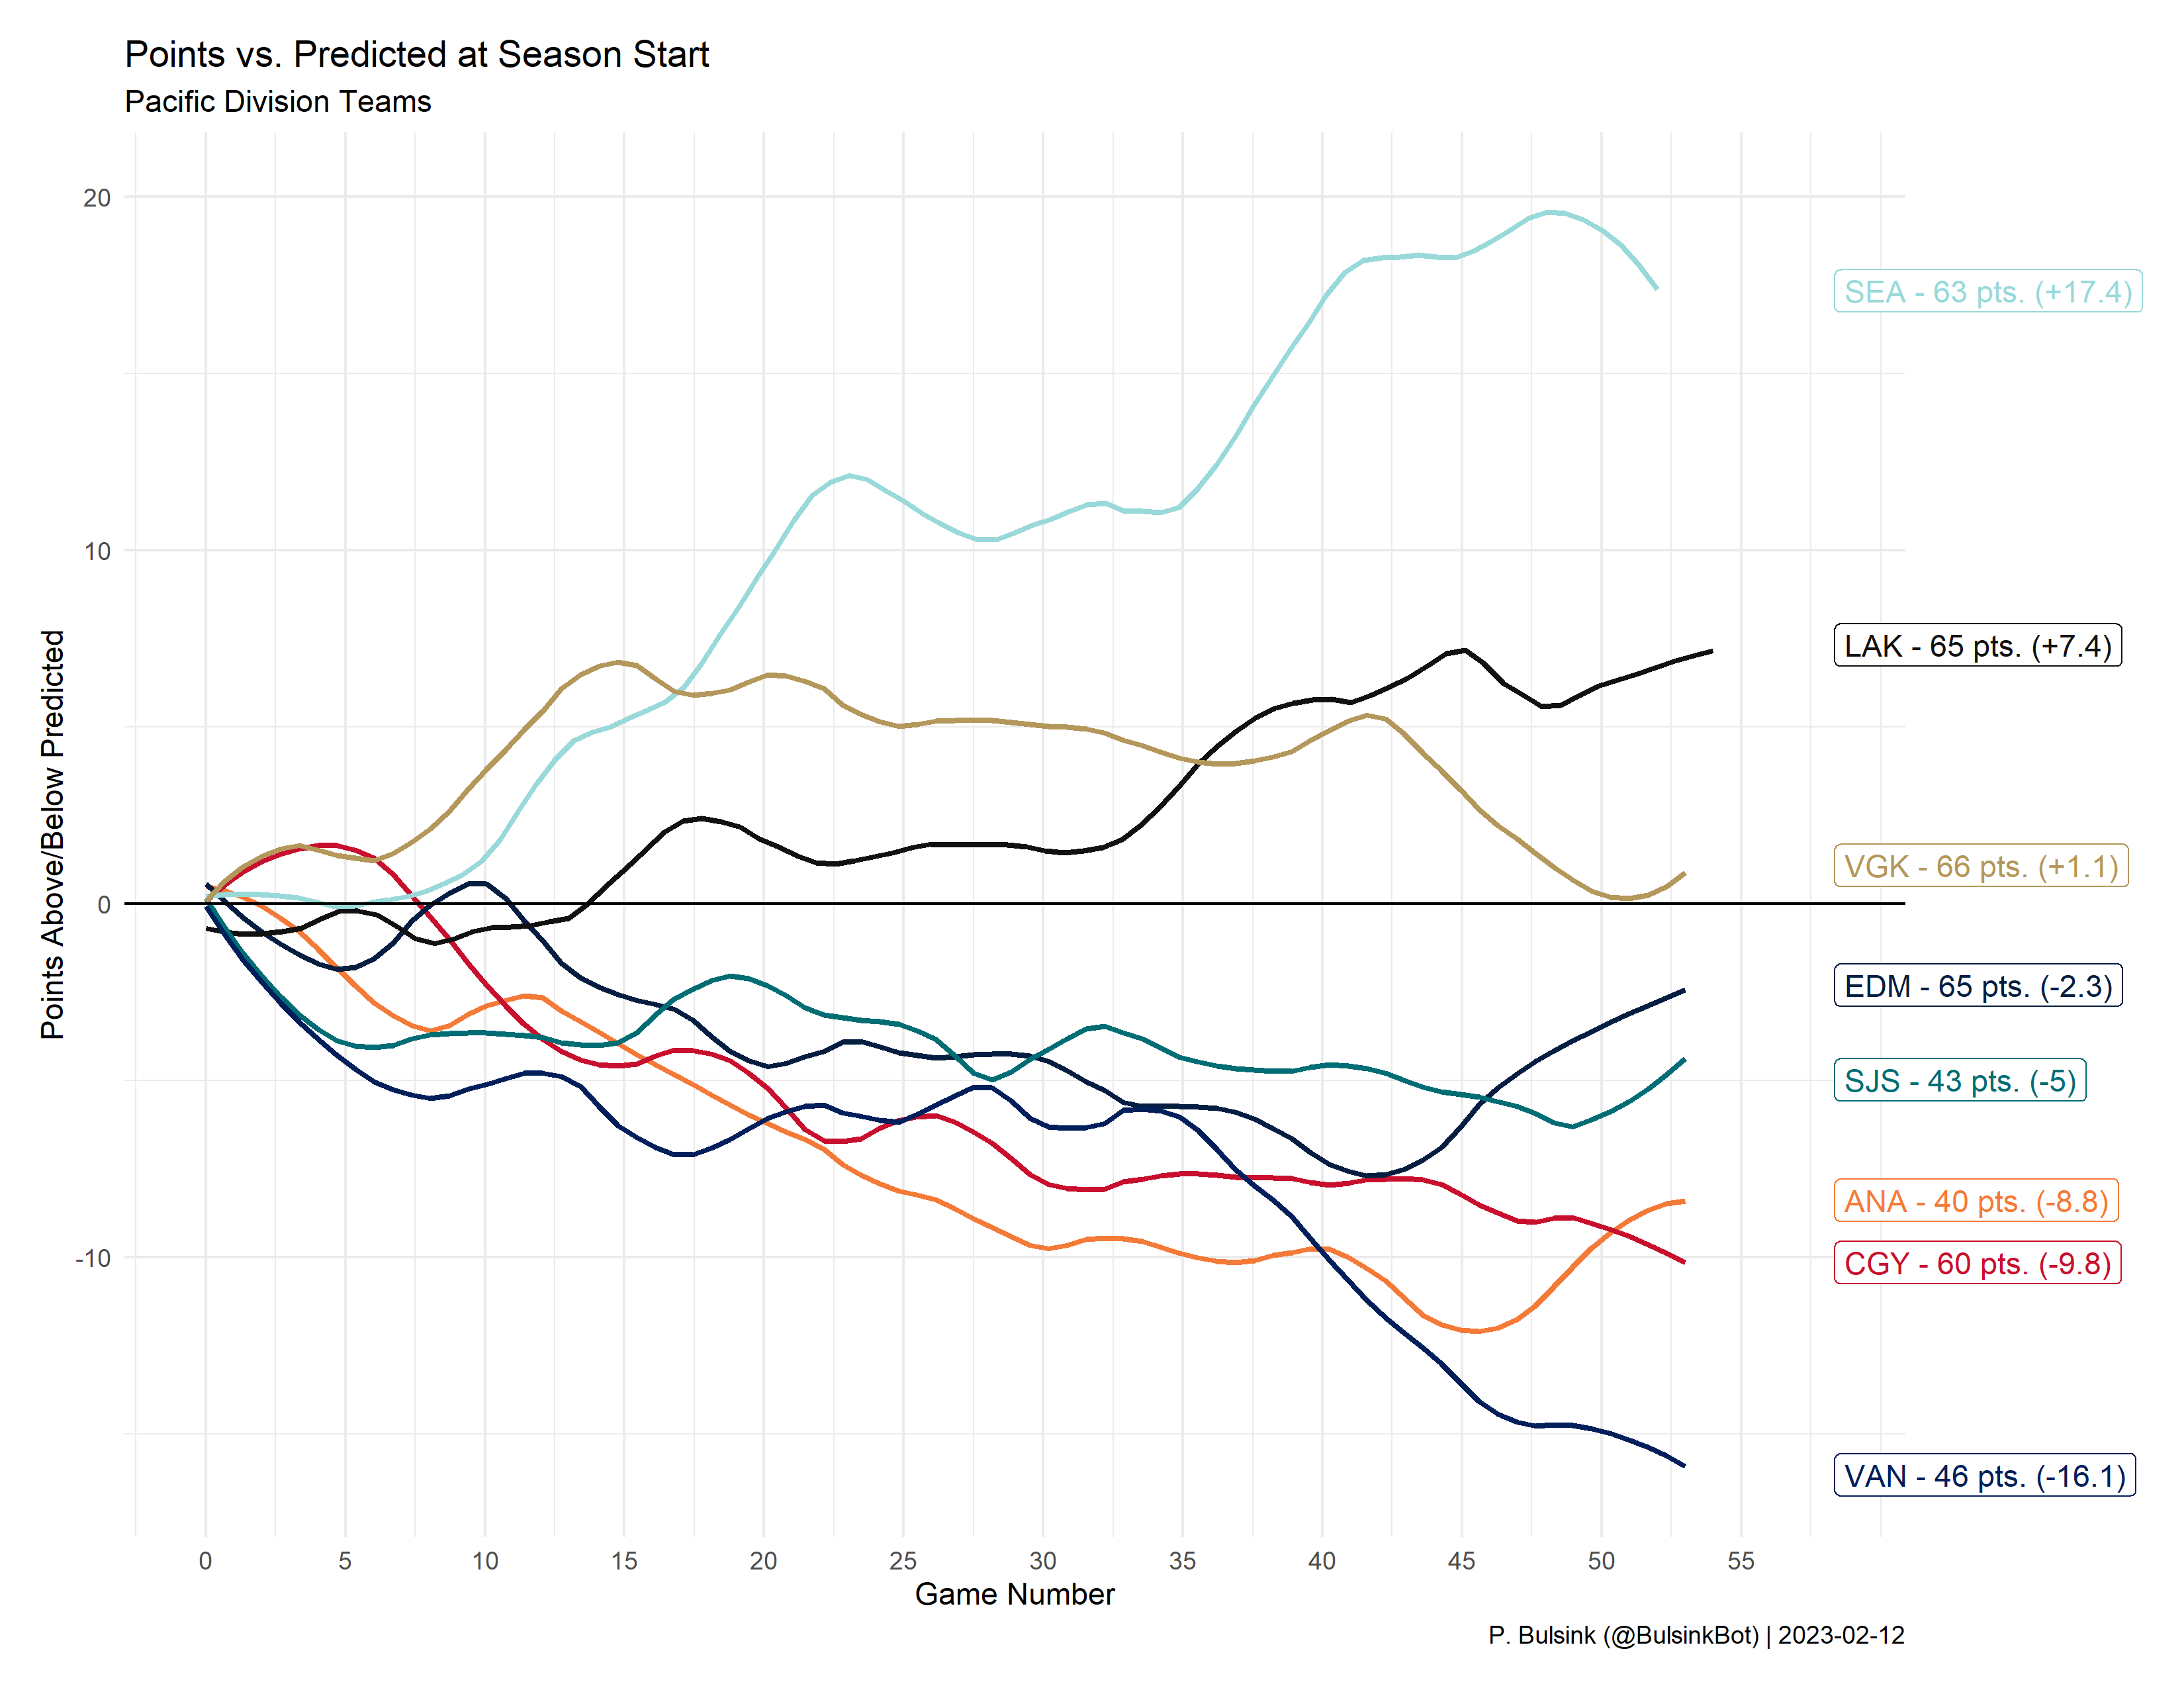 Points vs. Predicted at Season Start
Pacific Division Teams
Points Above/Below Predicted
20
10
0
-10
SEA - 63 pts. (+17.4)
LAK - 65 pts. (+7.4)
VGK - 66 pts. (+1.1)
EDM - 65 pts. (-2.3)
SJS - 43 pts. (-5)
ANA - 40 pts. (-8.8)
CGY - 60 pts. (-9.8)
VAN - 46 pts. (-16.1)
0 5 10 15 20 25 30 35 40 45 50 55
Game Number
P. Bulsink (@BulsinkBot) | 2023-02-12